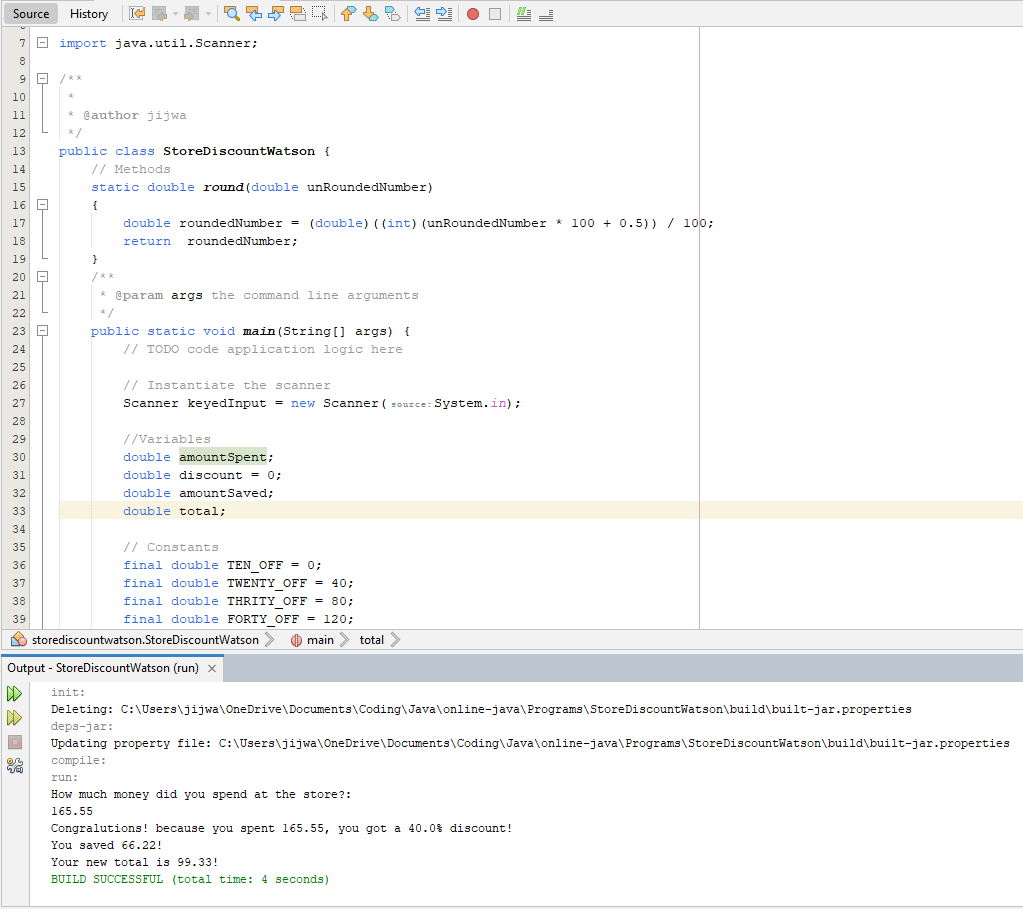 Source History
7 import java.util.Scanner;
8
9 /**
10 *
11 * @author jijwa
12 */
13 public class StoreDiscountWatson {
14 // Methods
15 static double round(double unRoundedNumber)
16 {
17 double roundedNumber = (double)((int)(unRoundedNumber * 100 + 0.5)) / 100;
18 return roundedNumber;
19 }
20 /**
21 * @param args the command line arguments
22 */
23 public static void main(String[] args) {
24 // TODO code application logic here
25
26 // Instantiate the scanner
27 Scanner keyedInput = new Scanner( source: System.in);
28
29 //Variables
30 double amountSpent;
31 double discount = 0;
32 double amountSaved;
33 double total;
34
35 // Constants
36 final double TEN_OFF = 0;
37 final double TWENTY_OFF = 40;
38 final double THRITY_OFF = 80;
39 final double FORTY_OFF = 120;
storediscountwatson.StoreDiscountWatson main total
Output - StoreDiscountWatson (run) ×
init:
Deleting: C:\Users\jijwa\OneDrive\Documents\Coding\Java\online-java\Programs\StoreDiscountWatson\build\built-jar.properties
deps-jar:
Updating property file: C:\Users\jijwa\OneDrive\Documents\Coding\Java\online-java\Programs\StoreDiscountWatson\build\built-jar.properties
compile:
run:
How much money did you spend at the store?:
165.55
Congralutions! because you spent 165.55, you got a 40.0% discount!
You saved 66.22!
Your new total is 99.33!
BUILD SUCCESSFUL (total time: 4 seconds)